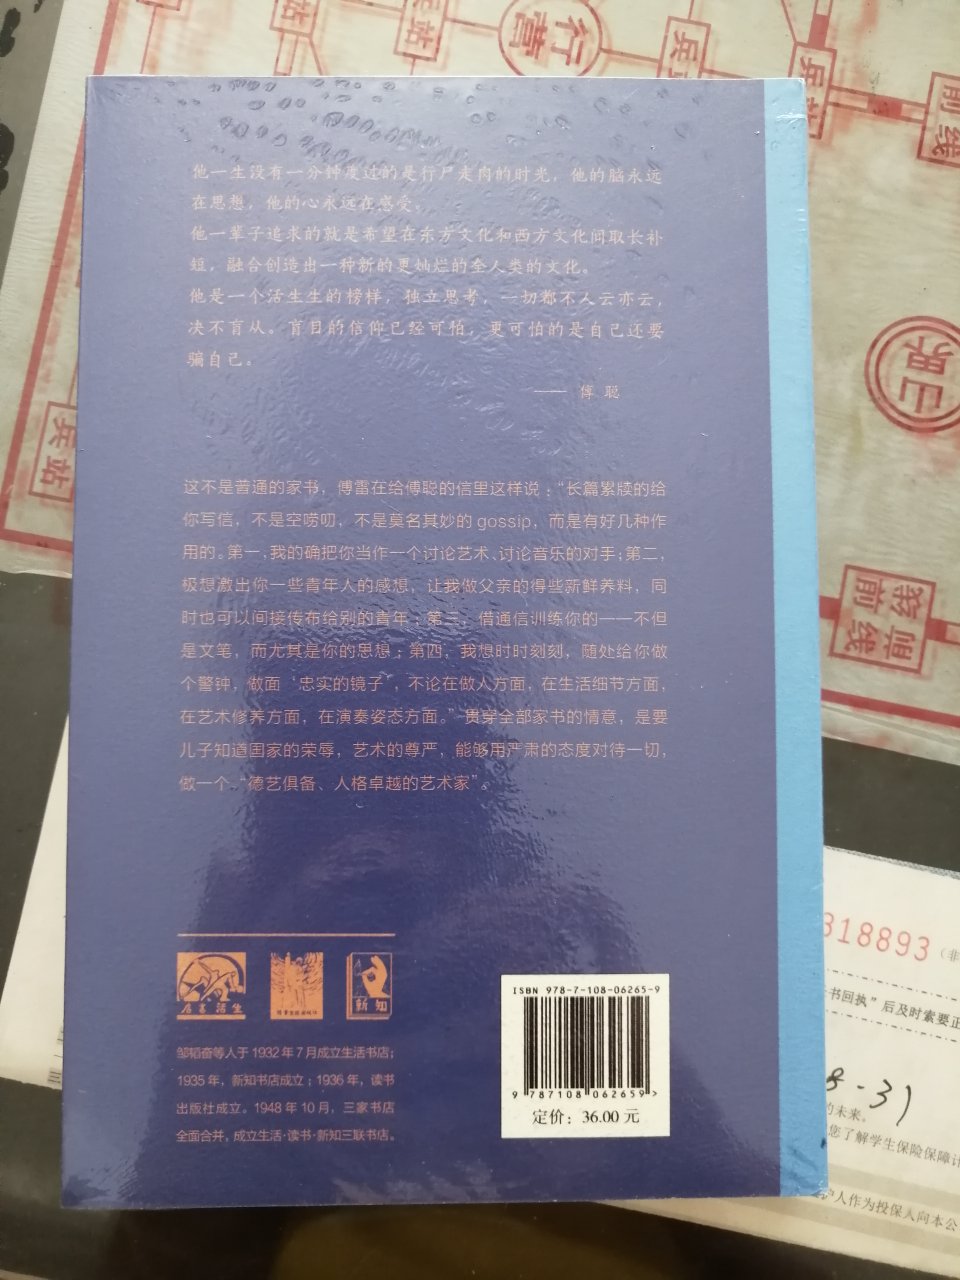 兵站
兵站
行营
兵站
兵站
前线
山界
兵站
前线
他一生没有一分钟度过的是行尸走肉的时光，他的脑永远
在思想，他的心永远在感受。
他一辈子追求的就是希望在东方文化和西方文化间取长补
短，融合创造出一种新的更灿烂的全人类的文化。
他是一个活生生的榜样，独立思考，一切都不人云亦云，
决不盲从。盲目的信仰已经可怕，更可怕的是自己还要
骗自己。
—— 傅 聪
这不是普通的家书，傅雷在给傅聪的信里这样说：“长篇累牍的给
你写信，不是空唠叨，不是莫名其妙的 gossip，而是有好几种作
用的。第一，我的确把你当作一个讨论艺术、讨论音乐的对手；第二，
极想激出你一些青年人的感想，让我做父亲的得些新鲜养料，同
时也可以间接传布给别的青年；第三，借通信训练你的——不但
是文笔，而尤其是你的思想；第四，我想时时刻刻，随处给你做
个警钟，做面‘忠实的镜子’，不论在做人方面，在生活细节方面，
在艺术修养方面，在演奏姿态方面。”贯穿全部家书的情意，是要
儿子知道国家的荣辱，艺术的尊严，能够用严肃的态度对待一切，
做一个“德艺俱备、人格卓越的艺术家”。
生活书店
新知
邹韬奋等人于 1932 年 7 月成立生活书店；
1935 年，新知书店成立；1936 年，读书
出版社成立。1948 年 10 月，三家书店
全面合并，成立生活·读书·新知三联书店。
ISBN 978-7-108-06265-9
9 787108 062659 >
定价：36.00 元
318893（非
书回执”后及时索要正
8-31
的未来。
您了解学生保险保障计
户人作为投保人向本公